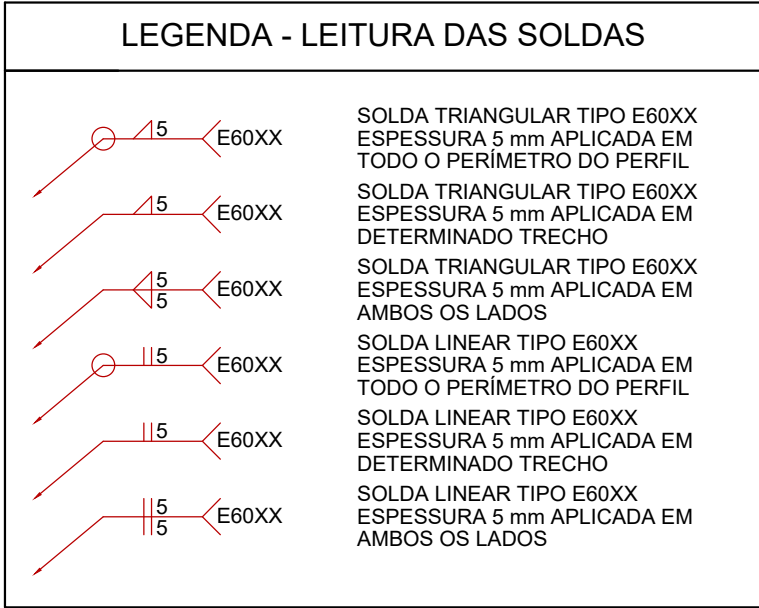 LEGENDA - LEITURA DAS SOLDAS
5 E60XX
SOLDA TRIANGULAR TIPO E60XX
ESPESSURA 5 mm APLICADA EM
TODO O PERÍMETRO DO PERFIL
5 E60XX
SOLDA TRIANGULAR TIPO E60XX
ESPESSURA 5 mm APLICADA EM
DETERMINADO TRECHO
5
5 E60XX
SOLDA TRIANGULAR TIPO E60XX
ESPESSURA 5 mm APLICADA EM
AMBOS OS LADOS
5 E60XX
SOLDA LINEAR TIPO E60XX
ESPESSURA 5 mm APLICADA EM
TODO O PERÍMETRO DO PERFIL
5 E60XX
SOLDA LINEAR TIPO E60XX
ESPESSURA 5 mm APLICADA EM
DETERMINADO TRECHO
5
5 E60XX
SOLDA LINEAR TIPO E60XX
ESPESSURA 5 mm APLICADA EM
AMBOS OS LADOS